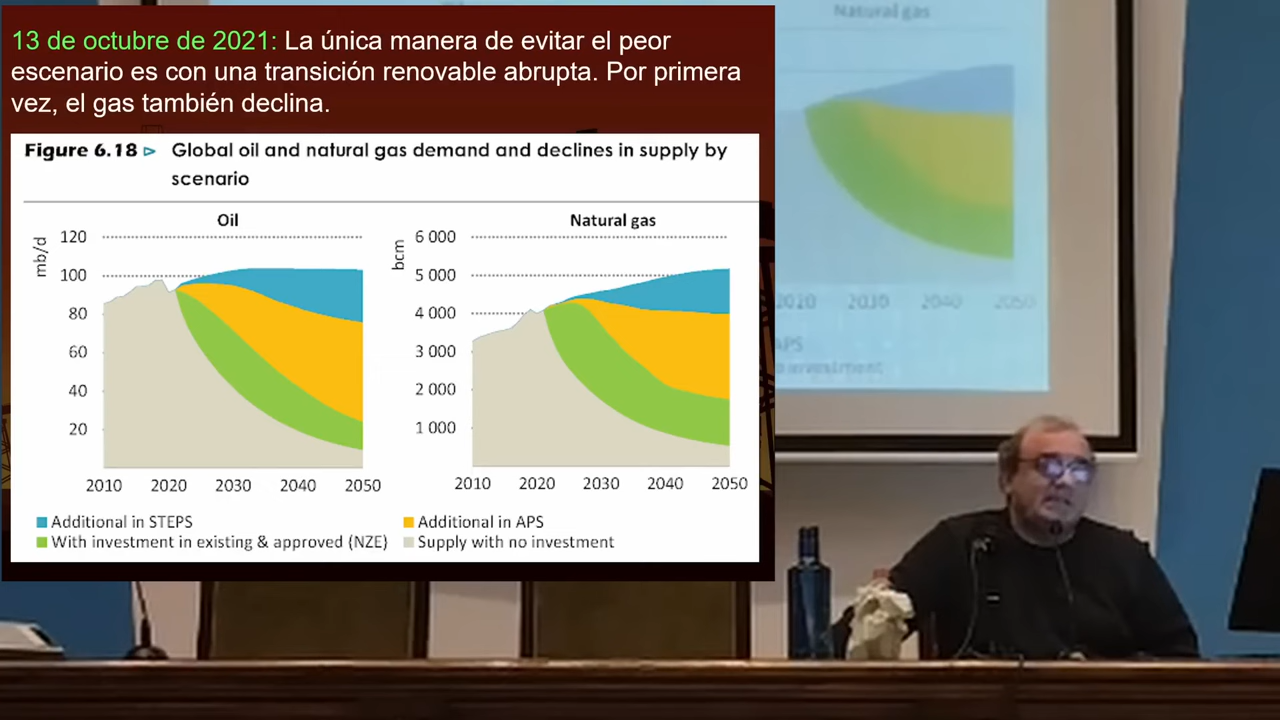 13 de octubre de 2021: La única manera de evitar el peor
escenario es con una transición renovable abrupta. Por primera
vez, el gas también declina.
Figure 6.18 ▷ Global oil and natural gas demand and declines in supply by
scenario
Oil
mb/d
120
100
80
60
40
20
2010 2020 2030 2040 2050
Natural gas
bcm
6 000
5 000
4 000
3 000
2 000
1 000
2010 2020 2030 2040 2050
Additional in STEPS
Additional in APS
With investment in existing & approved (NZE)
Supply with no investment
Natural gas
2010 2030 2040 2050
APS
investment